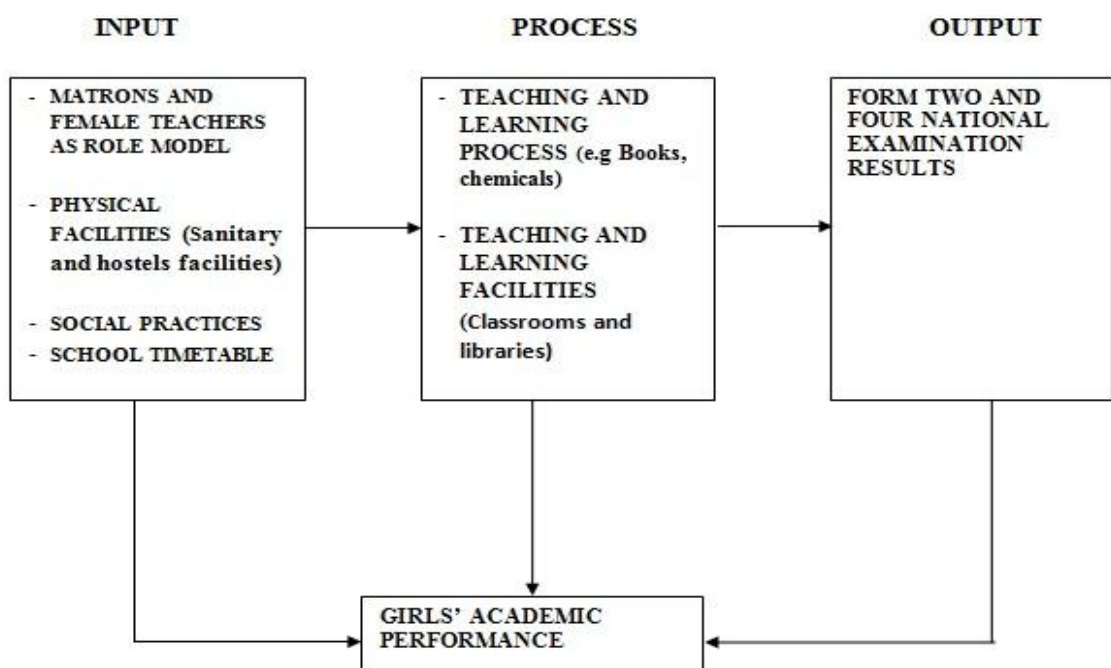 INPUT
PROCESS
OUTPUT
- MATRONS AND
FEMALE TEACHERS
AS ROLE MODEL
- PHYSICAL
FACILITIES (Sanitary
and hostels facilities)
- SOCIAL PRACTICES
- SCHOOL TIMETABLE
- TEACHING AND
LEARNING
PROCESS (e.g Books,
chemicals)
- TEACHING AND
LEARNING
FACILITIES
(Classrooms and
libraries)
FORM TWO AND
FOUR NATIONAL
EXAMINATION
RESULTS
GIRLS’ ACADEMIC
PERFORMANCE